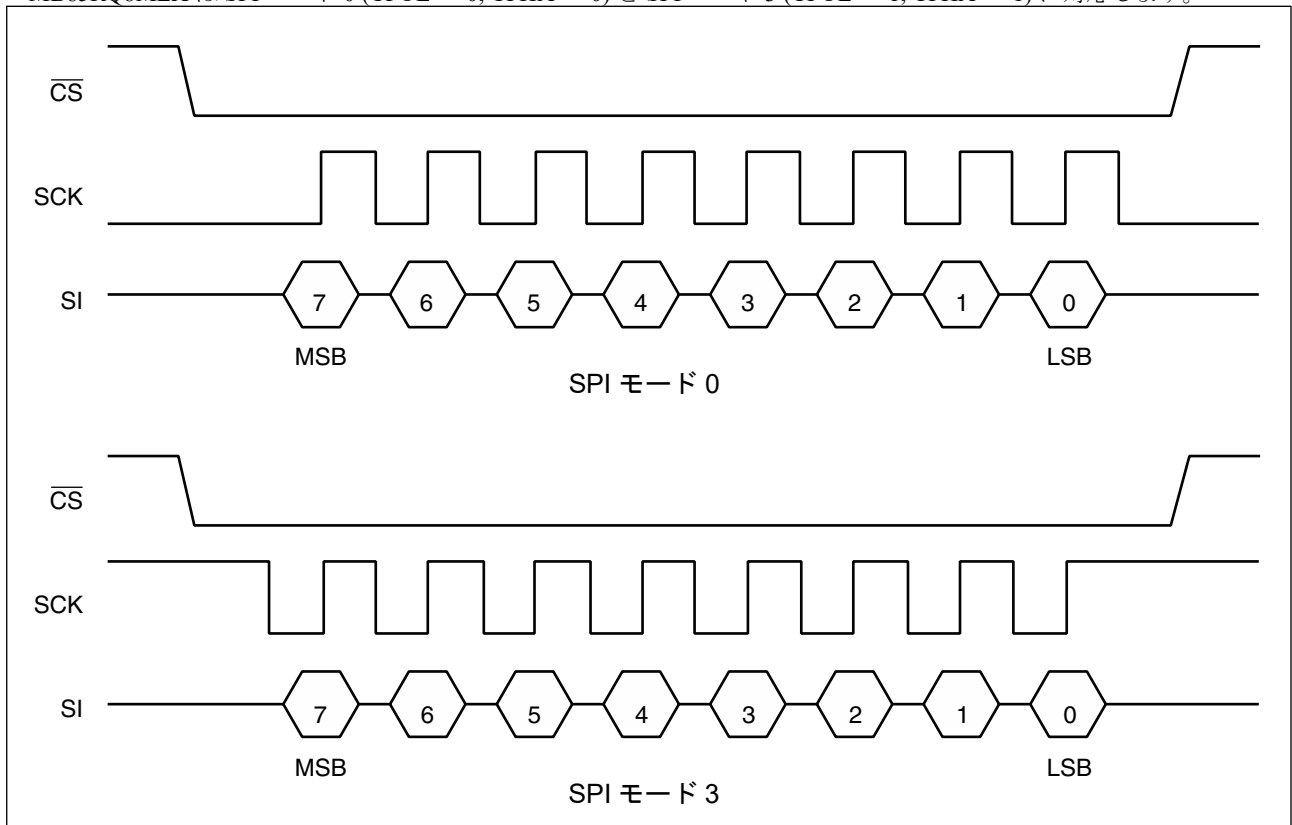 CS
SCK
SI
7 6 5 4 3 2 1 0
MSB LSB
SPI モード 0
CS
SCK
SI
7 6 5 4 3 2 1 0
MSB LSB
SPI モード 3